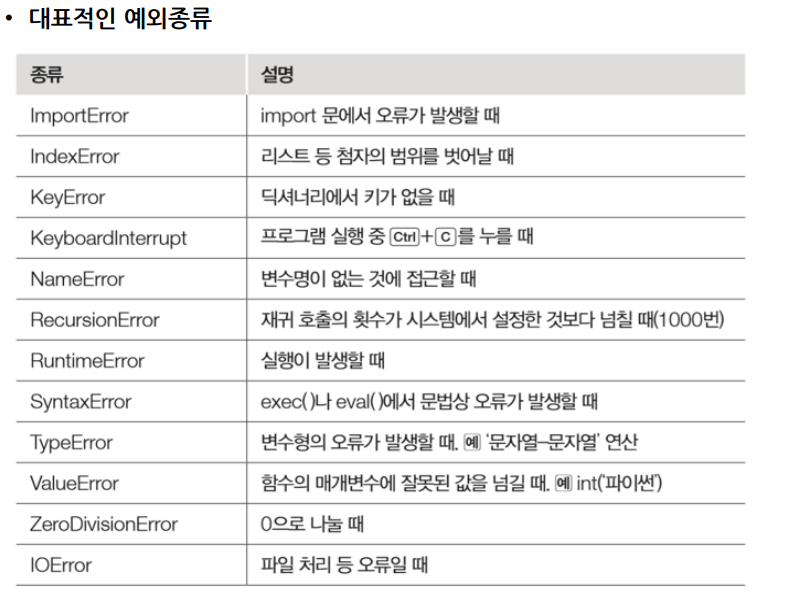 • 대표적인 예외종류
종류 설명
ImportError import 문에서 오류가 발생할 때
IndexError 리스트 등 첨자의 범위를 벗어날 때
KeyError 딕셔너리에서 키가 없을 때
KeyboardInterrupt 프로그램 실행 중 Ctrl+C를 누를 때
NameError 변수명이 없는 것에 접근할 때
RecursionError 재귀 호출의 횟수가 시스템에서 설정한 것보다 넘칠 때(1000번)
RuntimeError 실행이 발생할 때
SyntaxError exec()나 eval()에서 문법상 오류가 발생할 때
TypeError 변수형의 오류가 발생할 때. 예 '문자열-문자열' 연산
ValueError 함수의 매개변수에 잘못된 값을 넘길 때. 예 int('파이썬')
ZeroDivisionError 0으로 나눌 때
IOError 파일 처리 등 오류일 때